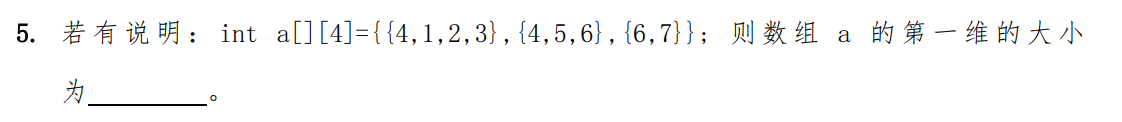 5. 若有说明: int a[][4]={{4,1,2,3},{4,5,6},{6,7}}; 则数组 a 的第一维的大小
为________。